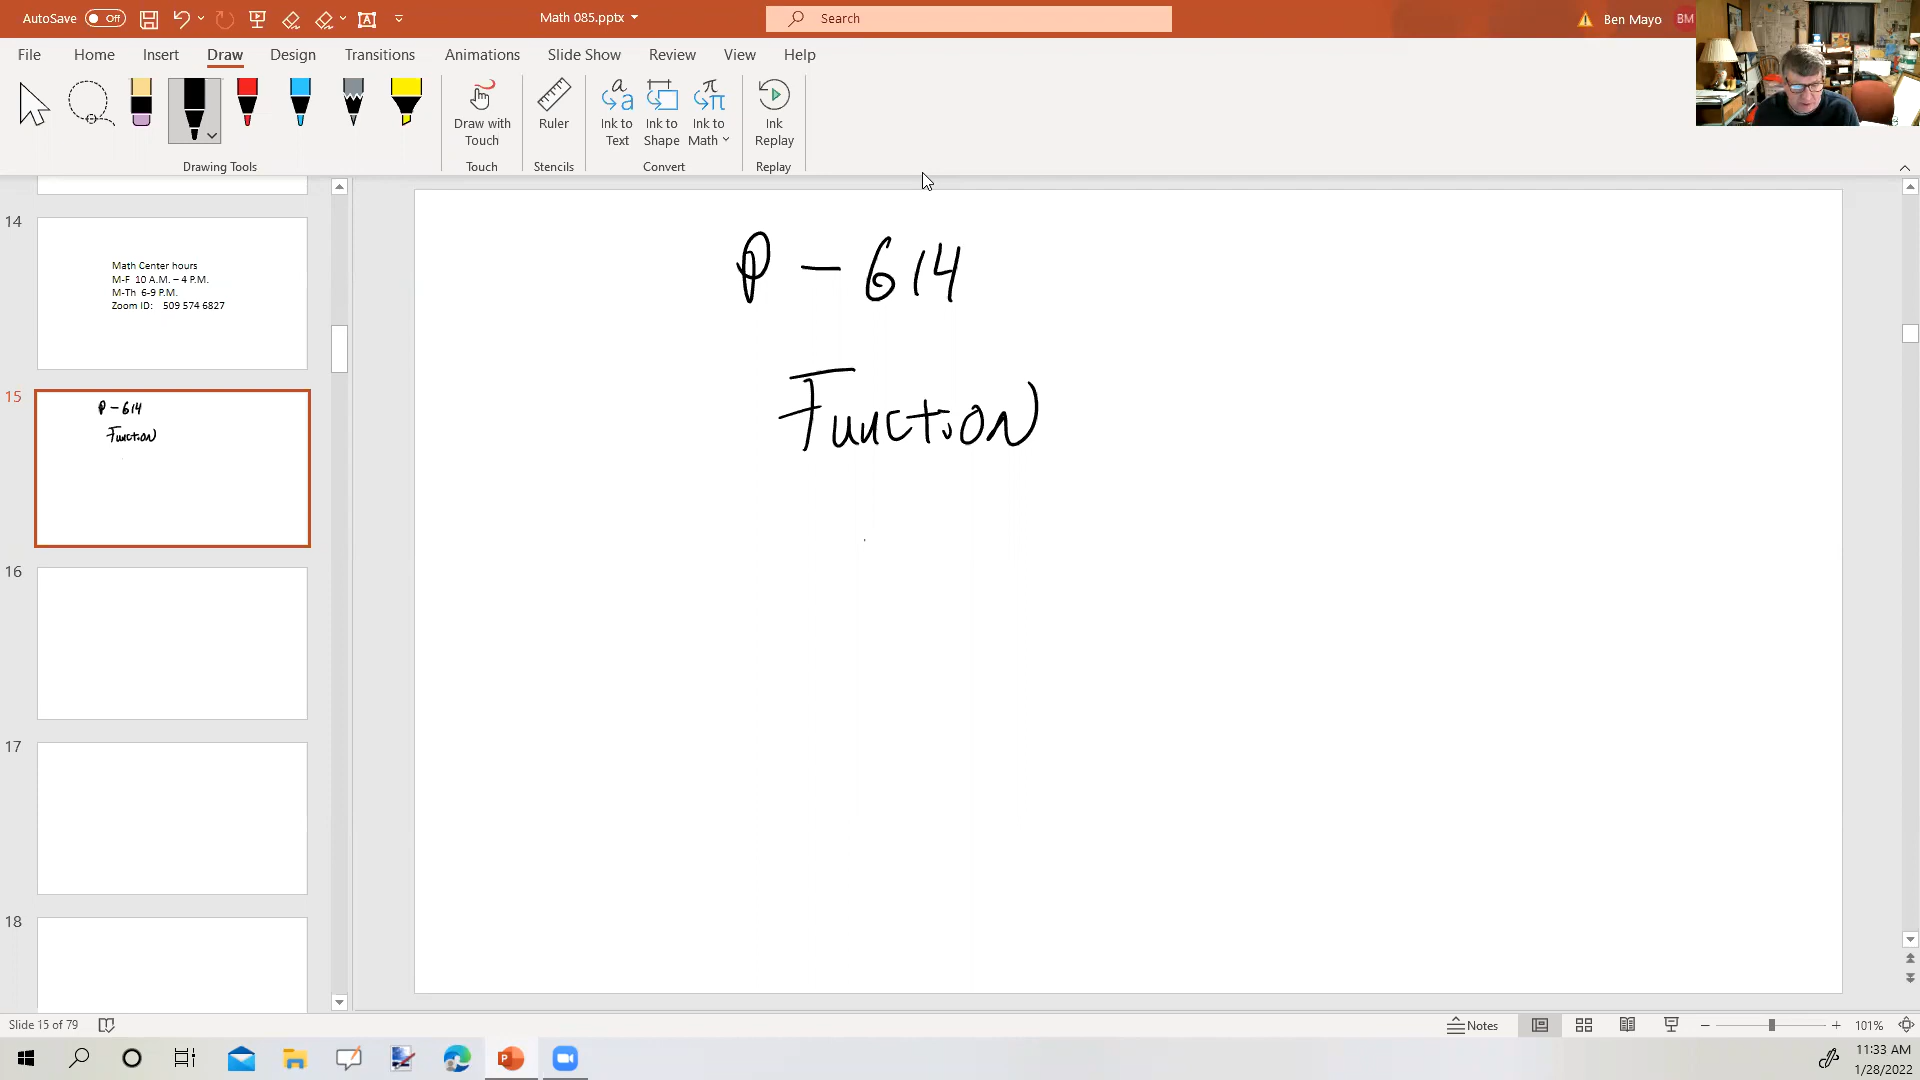 AutoSave Off Math 085.pptx Search Ben Mayo BM
File Home Insert Draw Design Transitions Animations Slide Show Review View Help
Draw with Touch
Ruler
Ink to Text
Ink to Shape
Ink to Math
Ink Replay
Drawing Tools Touch Stencils Convert Replay
14
Math Center hours
M-F 10 A.M. – 4 P.M.
M-Th 6-9 P.M.
Zoom ID: 509 574 6827
15
P - 614
Function
16
17
18
P - 614
Function
Slide 15 of 79 Notes 101%
11:33 AM
1/28/2022